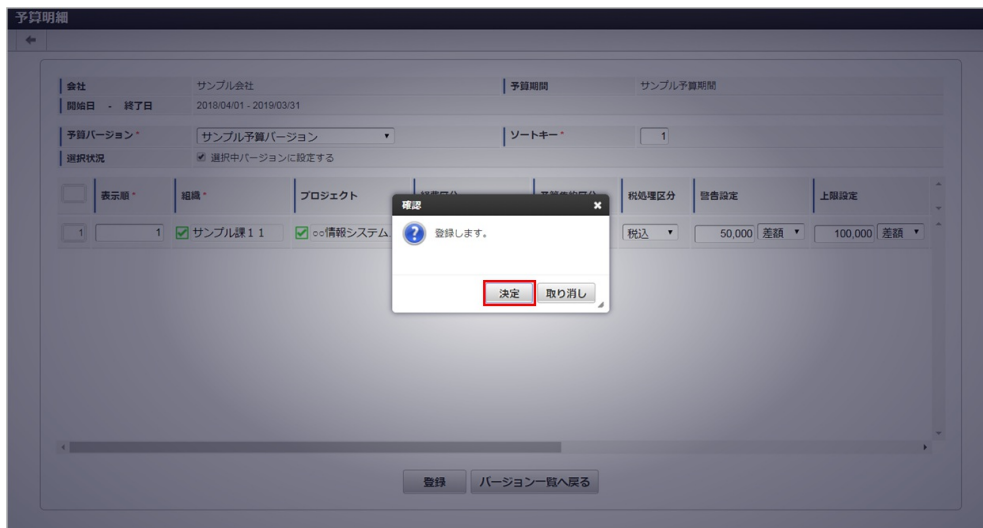 予算明細
会社 サンプル会社 予算期間 サンプル予算期間
開始日 - 終了日 2018/04/01 - 2019/03/31
予算バージョン* サンプル予算バージョン ソートキー* 1
選択状況 選択中バージョンに設定する
表示順* 組織* プロジェクト 税処理区分 警告設定 上限設定
1 1 サンプル課11 ○○情報システム 税込 50,000 差額 100,000 差額
確認
登録します。
決定 取り消し
登録 バージョン一覧へ戻る